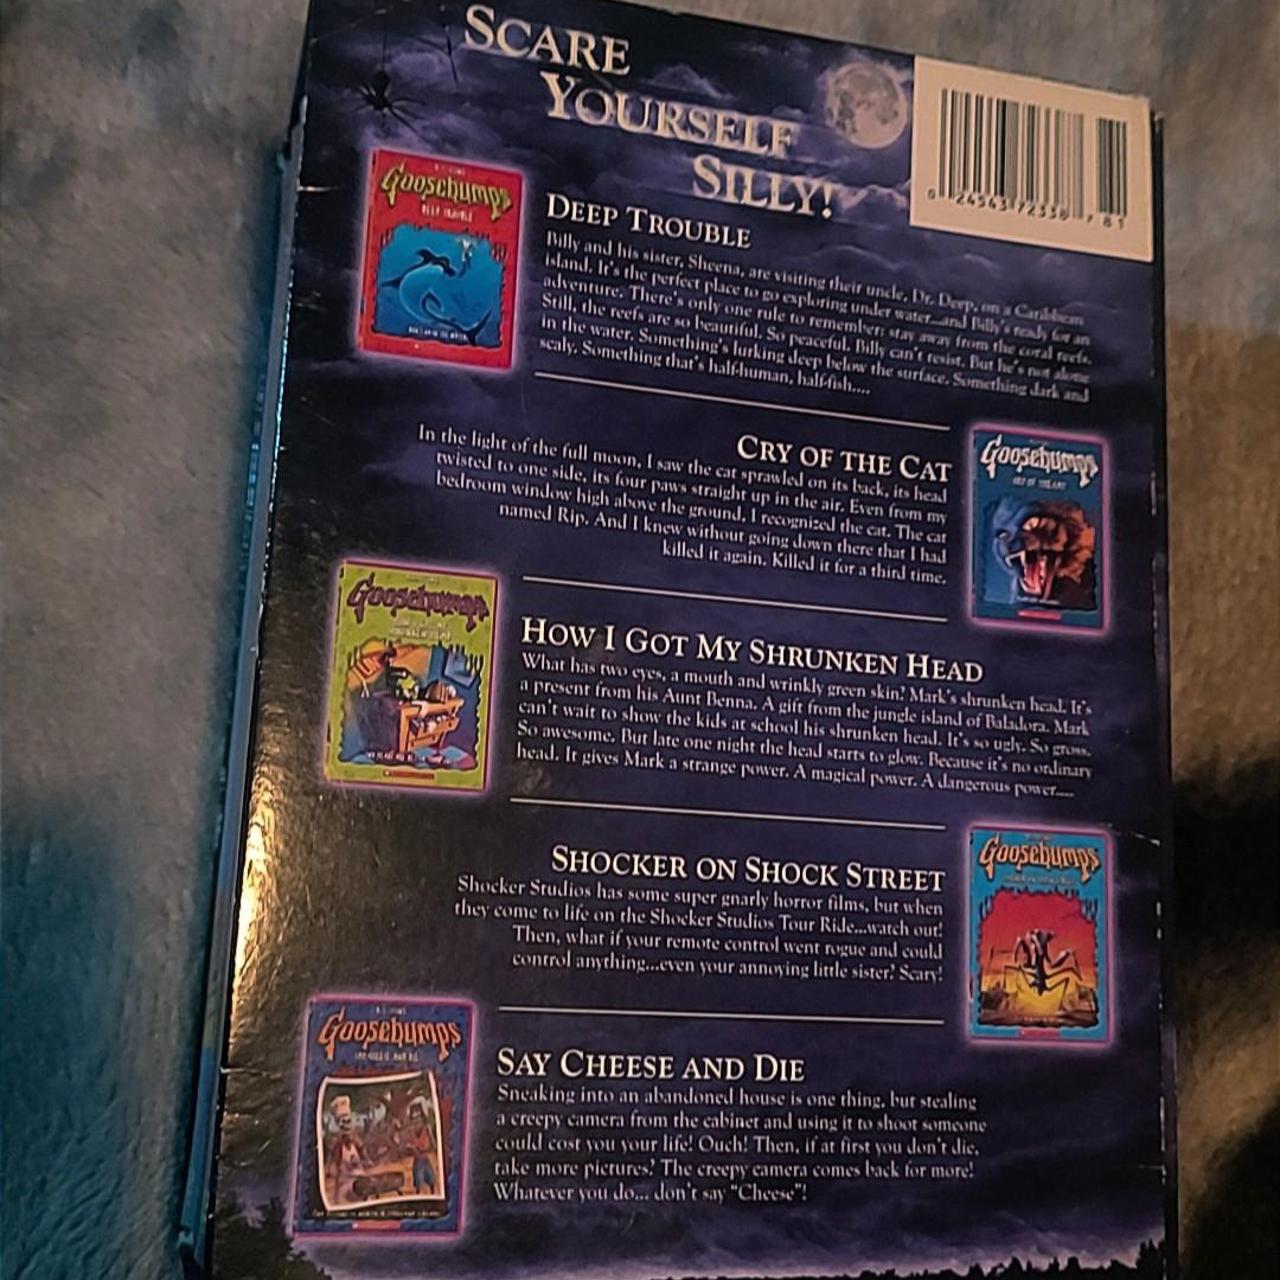 SCARE
YOURSELF
SILLY!
0 24543 72338 7 81
Goosebumps
DEEP TROUBLE
DEEP TROUBLE
Billy and his sister, Sheena, are visiting their uncle, Dr. Deep, on a Caribbean
island. It's the perfect place to go exploring under water...and Billy's ready for an
adventure. There's only one rule to remember: stay away from the coral reefs.
Still, the reefs are so beautiful. So peaceful. Billy can't resist. But he's not alone
in the water. Something's lurking deep below the surface. Something dark and
scaly. Something that's half-human, half-fish....
CRY OF THE CAT
In the light of the full moon, I saw the cat sprawled on its back, its head
twisted to one side, its four paws straight up in the air. Even from my
bedroom window high above the ground, I recognized the cat. The cat
named Rip. And I knew without going down there that I had
killed it again. Killed it for a third time.
Goosebumps
CRY OF THE CAT
Goosebumps
HOW I GOT MY SHRUNKEN HEAD
What has two eyes, a mouth and wrinkly green skin? Mark's shrunken head. It's
a present from his Aunt Benna. A gift from the jungle island of Baladora. Mark
can't wait to show the kids at school his shrunken head. It's so ugly. So gross.
So awesome. But late one night the head starts to glow. Because it's no ordinary
head. It gives Mark a strange power. A magical power. A dangerous power....
SHOCKER ON SHOCK STREET
Shocker Studios has some super gnarly horror films, but when
they come to life on the Shocker Studios Tour Ride...watch out!
Then, what if your remote control went rogue and could
control anything...even your annoying little sister? Scary!
Goosebumps
Goosebumps
SAY CHEESE AND DIE
SAY CHEESE AND DIE
Sneaking into an abandoned house is one thing, but stealing
a creepy camera from the cabinet and using it to shoot someone
could cost you your life! Ouch! Then, if at first you don't die,
take more pictures? The creepy camera comes back for more!
Whatever you do... don't say "Cheese"!